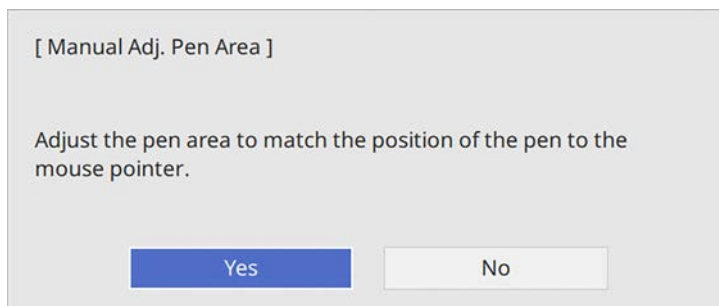 [ Manual Adj. Pen Area ]
Adjust the pen area to match the position of the pen to the
mouse pointer.
Yes
No